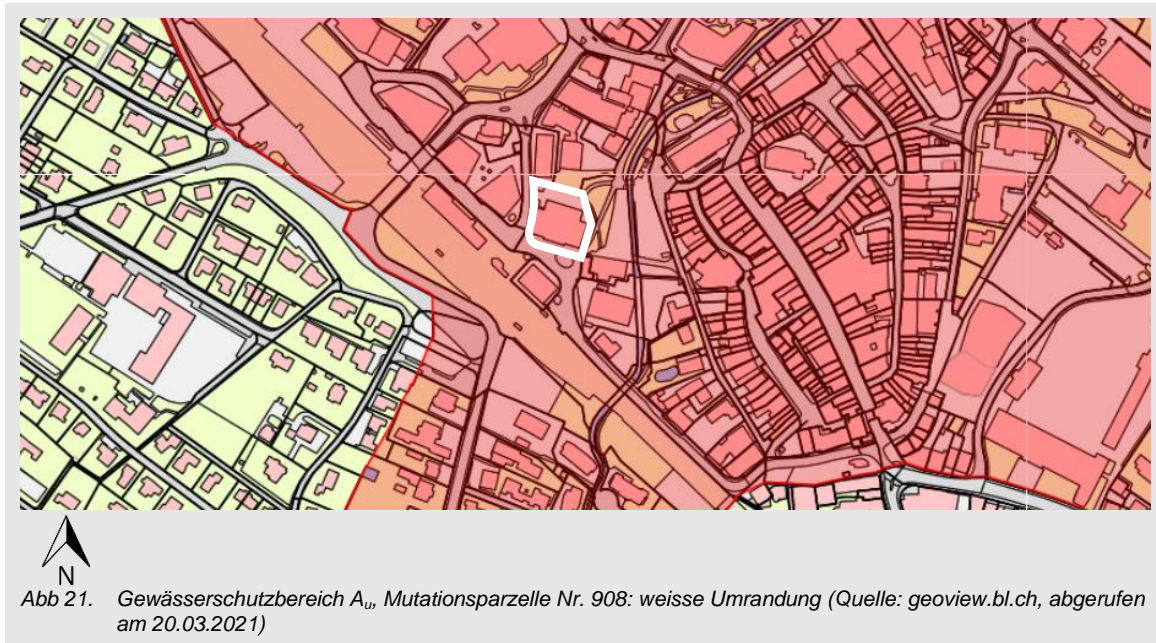 N
Abb 21. Gewässerschutzbereich Au, Mutationsparzelle Nr. 908: weisse Umrandung (Quelle: geoview.bl.ch, abgerufen
am 20.03.2021)